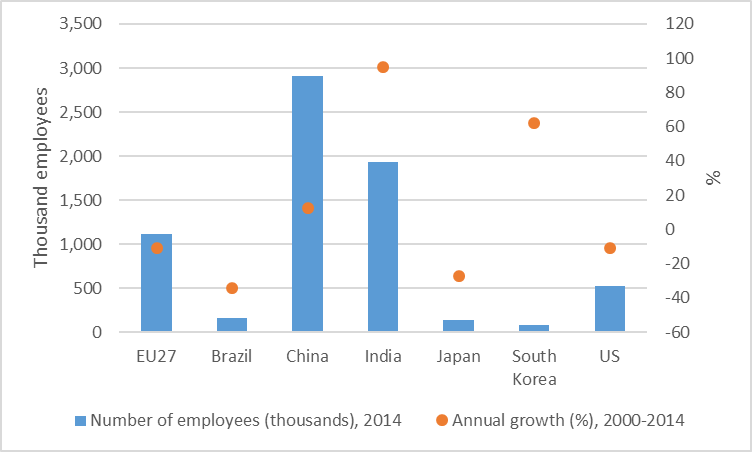 3,500
3,000
2,500
2,000
1,500
1,000
500
0
Thousand employees
120
100
80
60
40
20
0
-20
-40
-60
%
EU27
Brazil
China
India
Japan
South
Korea
US
Number of employees (thousands), 2014
Annual growth (%), 2000-2014